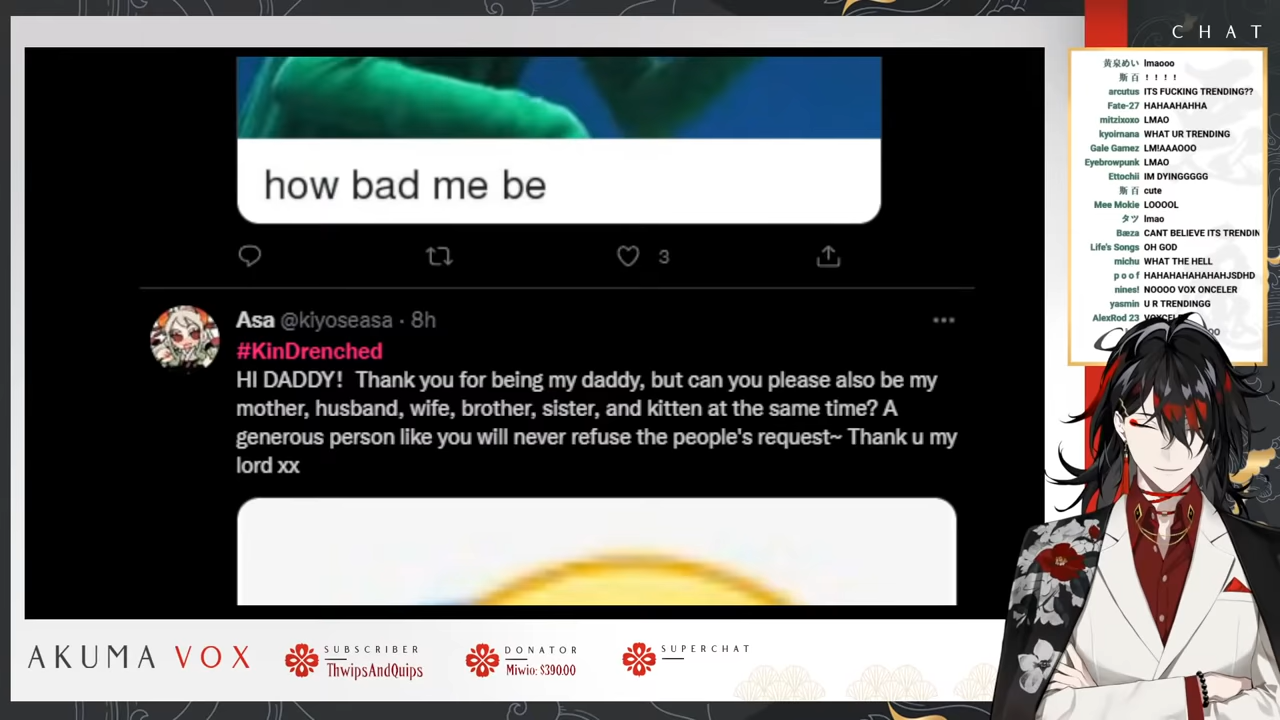 CHAT
how bad me be
3
Asa @kiyoseasa · 8h
#KinDrenched
HI DADDY! Thank you for being my daddy, but can you please also be my
mother, husband, wife, brother, sister, and kitten at the same time? A
generous person like you will never refuse the people's request~ Thank u my
lord xx
黄泉めい lmaooo
斯百 ! ! ! !
arcutus ITS FUCKING TRENDING??
Fate-27 HAHAAHAHHA
mitzixoxo LMAO
kyoimana WHAT UR TRENDING
Gale Gamez LM!AAAOOO
Eyebrowpunk LMAO
Ettochii IM DYINGGGGG
斯百 cute
Mee Mokie LOOOOL
タツ lmao
Bæza CANT BELIEVE ITS TRENDIN
Life's Songs OH GOD
michu WHAT THE HELL
p o o f HAHAHAHAHAHAHJSDHD
nines! NOOOO VOX ONCELER
yasmin U R TRENDINGG
AlexRod 23
AKUMA VOX
SUBSCRIBER
ThwipsAndQuips
DONATOR
Miwio: $390.00
SUPERCHAT